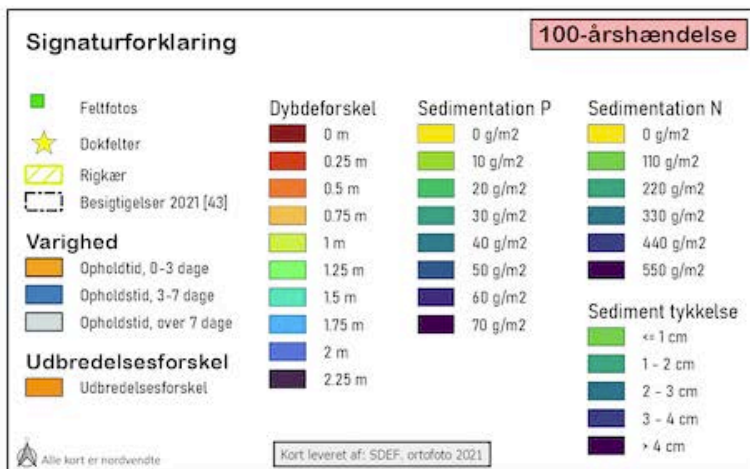 Signaturforklaring
100-årshændelse
Feltfotos
Dokfelter
Rigkær
Besigtigelser 2021 [43]
Varighed
Opholdtid, 0-3 dage
Opholdstid, 3-7 dage
Opholdstid, over 7 dage
Udbredelsesforskel
Udbredelsesforskel
Dybdeforskel
0 m
0.25 m
0.5 m
0.75 m
1 m
1.25 m
1.5 m
1.75 m
2 m
2.25 m
Sedimentation P
0 g/m2
10 g/m2
20 g/m2
30 g/m2
40 g/m2
50 g/m2
60 g/m2
70 g/m2
Sedimentation N
0 g/m2
110 g/m2
220 g/m2
330 g/m2
440 g/m2
550 g/m2
Sediment tykkelse
<= 1 cm
1 - 2 cm
2 - 3 cm
3 - 4 cm
> 4 cm
Alle kort er nordvendte
Kort leveret af: SDEF, ortofoto 2021